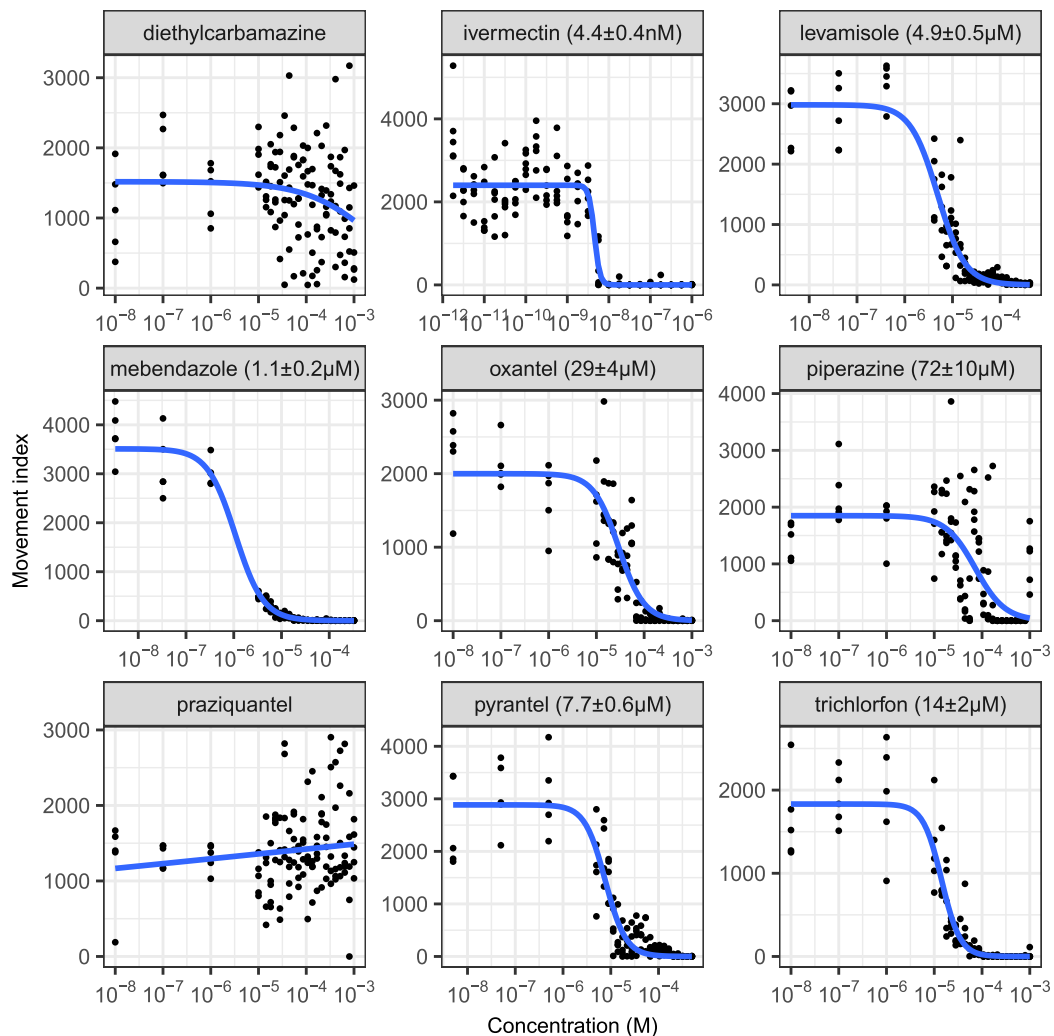 diethylcarbamazine
ivermectin (4.4±0.4nM)
levamisole (4.9±0.5µM)
3000
2000
1000
0
4000
2000
0
3000
2000
1000
0
10⁻⁸ 10⁻⁷ 10⁻⁶ 10⁻⁵ 10⁻⁴ 10⁻³
10⁻¹² 10⁻¹⁰ 10⁻⁹ 10⁻⁸ 10⁻⁷ 10⁻⁶
10⁻⁸ 10⁻⁷ 10⁻⁶ 10⁻⁵ 10⁻⁴
Movement index
mebendazole (1.1±0.2µM)
oxantel (29±4µM)
piperazine (72±10µM)
4000
3000
2000
1000
0
3000
2000
1000
0
4000
3000
2000
1000
0
10⁻⁸ 10⁻⁷ 10⁻⁶ 10⁻⁵ 10⁻⁴
10⁻⁸ 10⁻⁷ 10⁻⁶ 10⁻⁵ 10⁻⁴ 10⁻³
10⁻⁸ 10⁻⁷ 10⁻⁶ 10⁻⁵ 10⁻⁴ 10⁻³
praziquantel
pyrantel (7.7±0.6µM)
trichlorfon (14±2µM)
3000
2000
1000
0
4000
3000
2000
1000
0
2000
1000
0
10⁻⁸ 10⁻⁷ 10⁻⁶ 10⁻⁵ 10⁻⁴ 10⁻³
10⁻⁸ 10⁻⁷ 10⁻⁶ 10⁻⁵ 10⁻⁴
10⁻⁸ 10⁻⁷ 10⁻⁶ 10⁻⁵ 10⁻⁴ 10⁻³
Concentration (M)